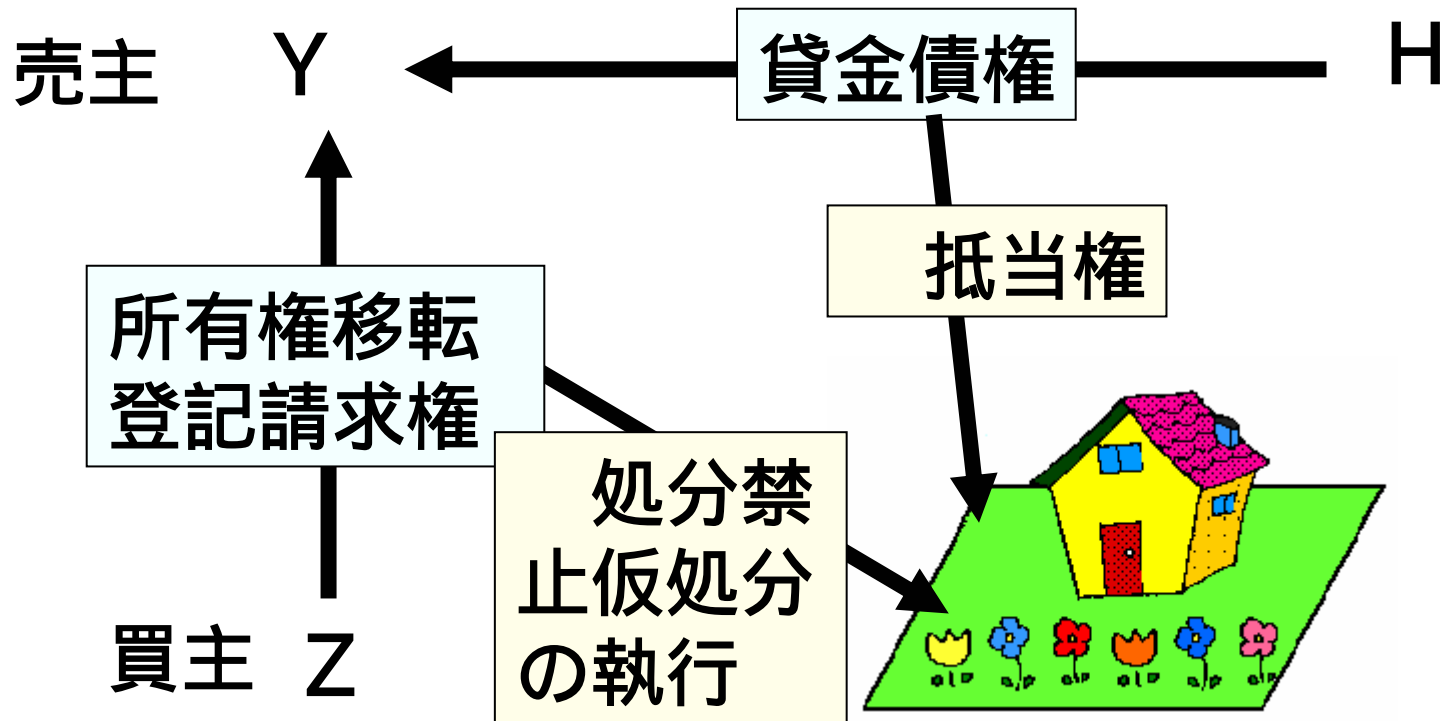 売主 Y
貸金債権
H
抵当権
所有権移転
登記請求権
処分禁
止仮処分
の執行
買主 Z